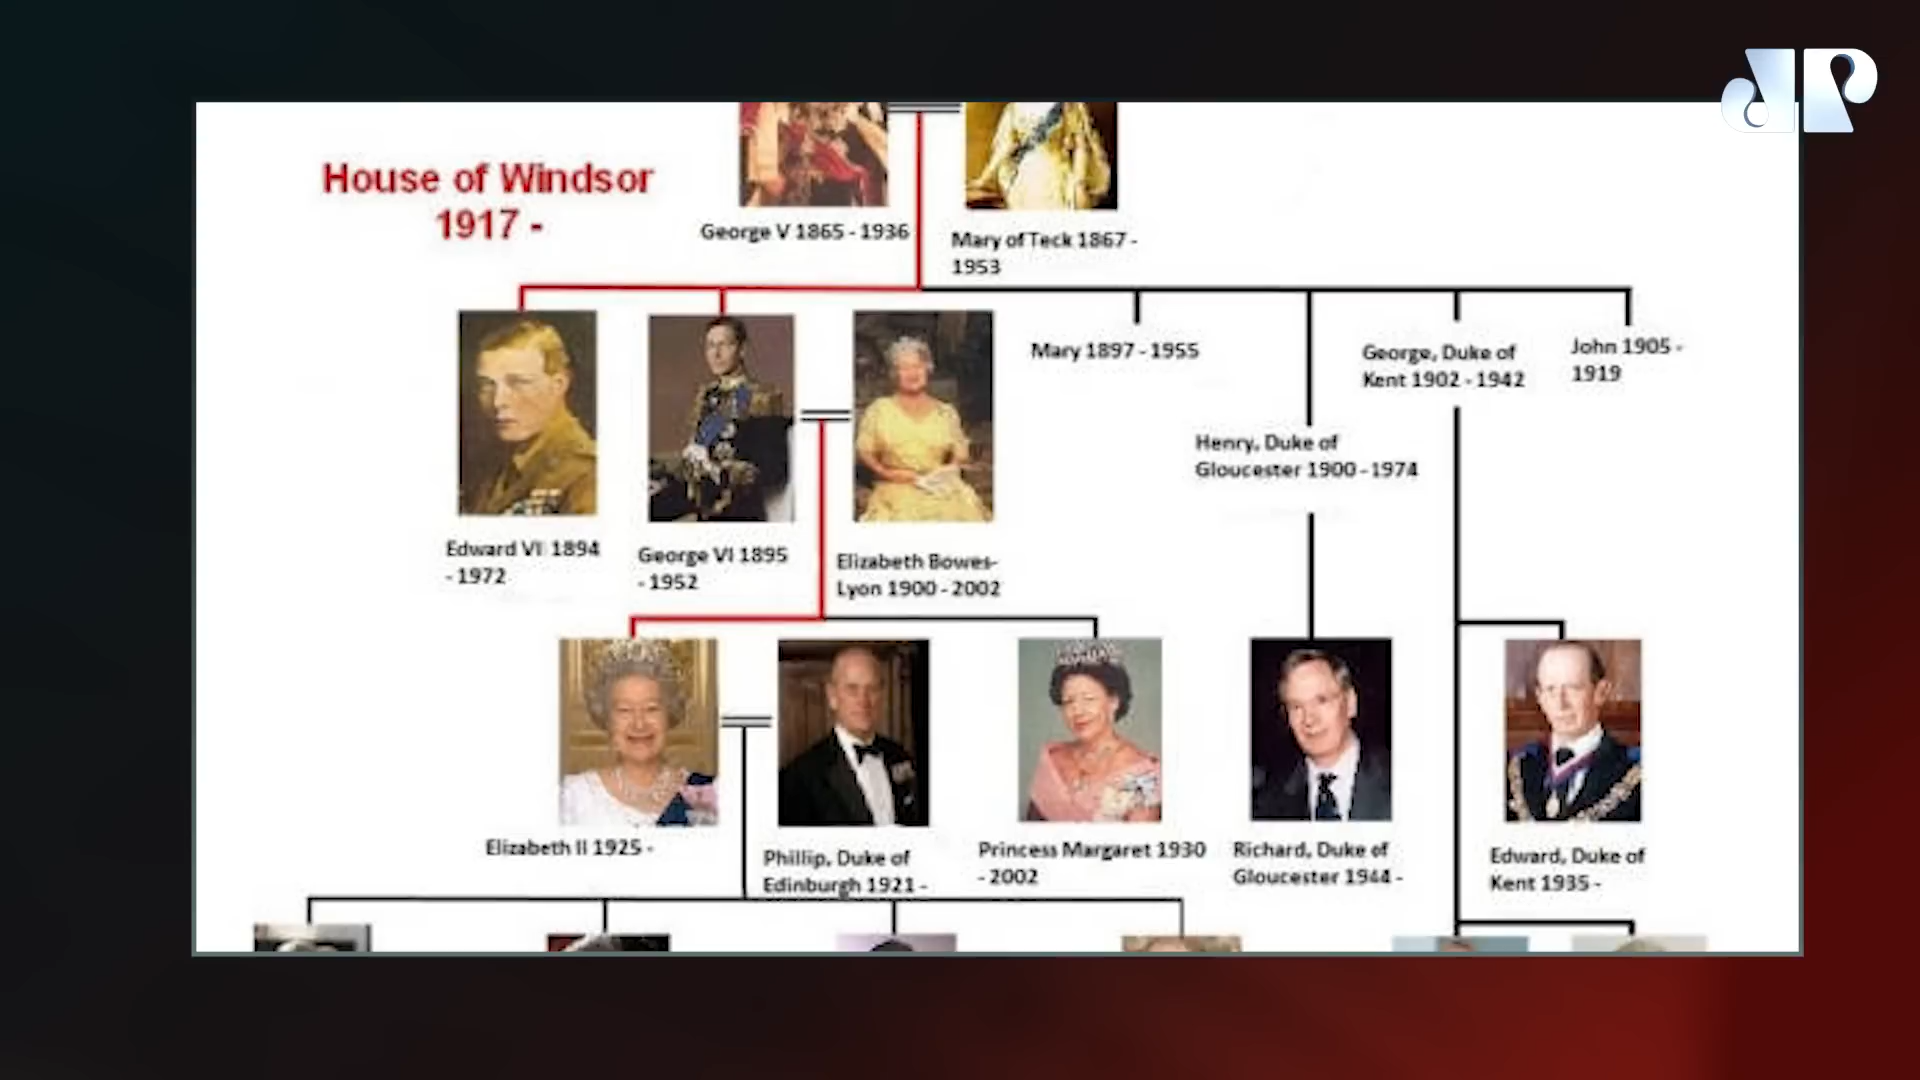 JP
House of Windsor
1917 -
George V 1865 - 1936
Mary of Teck 1867 -
1953
Mary 1897 - 1955
George, Duke of
Kent 1902 - 1942
John 1905 -
1919
Henry, Duke of
Gloucester 1900 - 1974
Edward VI 1894
- 1972
George VI 1895
- 1952
Elizabeth Bowes-
Lyon 1900 - 2002
Elizabeth II 1925 -
Phillip, Duke of
Edinburgh 1921 -
Princess Margaret 1930
- 2002
Richard, Duke of
Gloucester 1944 -
Edward, Duke of
Kent 1935 -